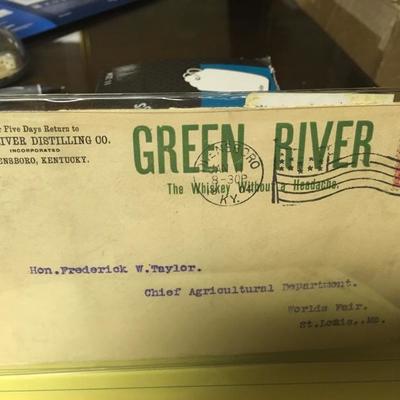 Five Days Return to
RIVER DISTILLING CO.
INCORPORATED
ENSBORO, KENTUCKY.
GREEN RIVER
The Whiskey Without a Headache.
8-30P
KY.
Hon.Frederick W.Taylor.
Chief Agricultural Department.
Worlds Fair.
St.Louis,.Mo.